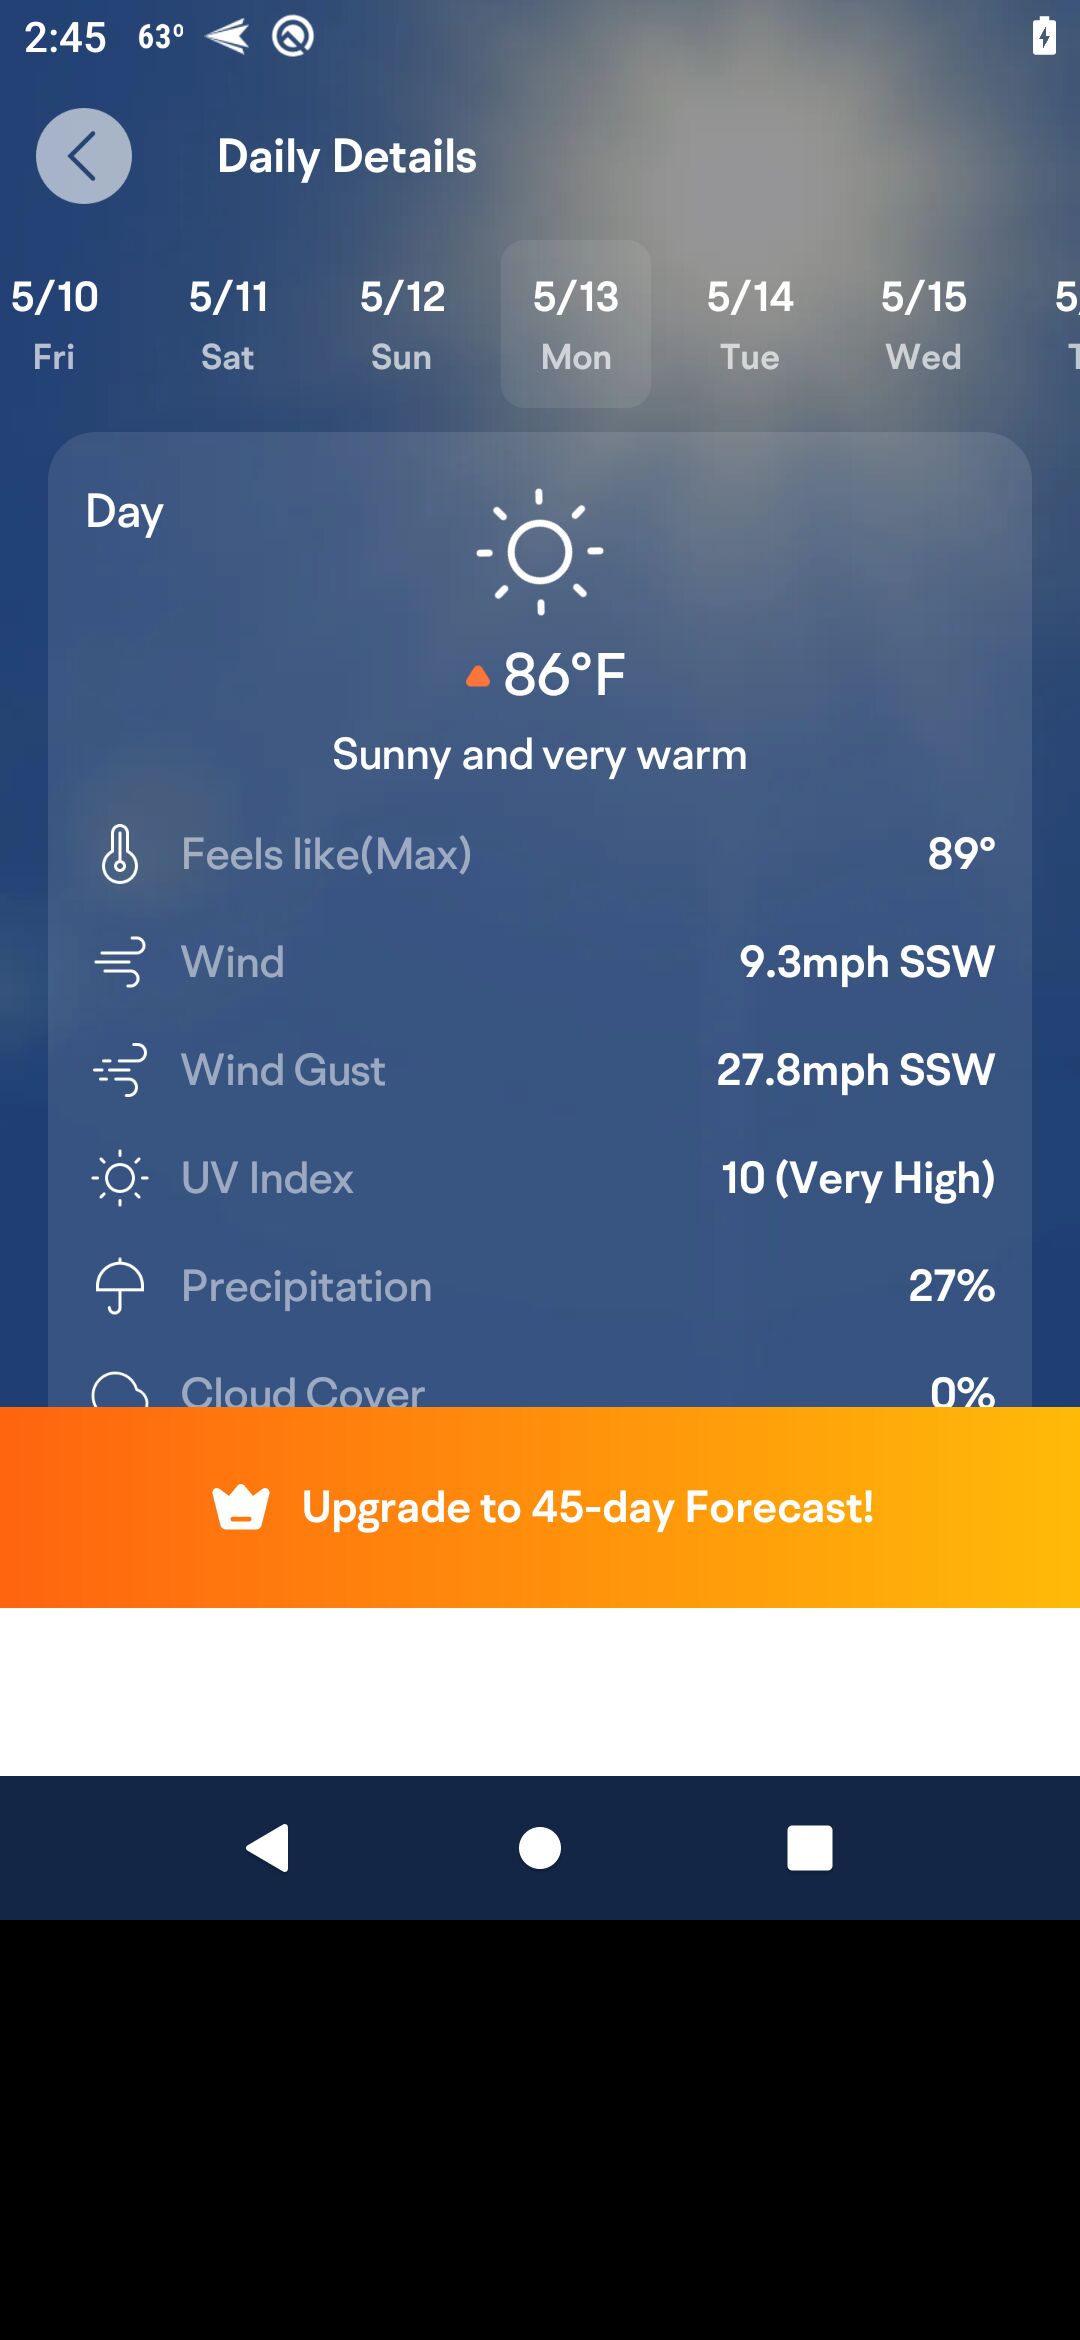 2:45 63°
Daily Details
5/10 5/11 5/12 5/13 5/14 5/15 5/
Fri Sat Sun Mon Tue Wed T
Day
86°F
Sunny and very warm
Feels like(Max) 89°
Wind 9.3mph SSW
Wind Gust 27.8mph SSW
UV Index 10 (Very High)
Precipitation 27%
Cloud Cover 0%
Upgrade to 45-day Forecast!